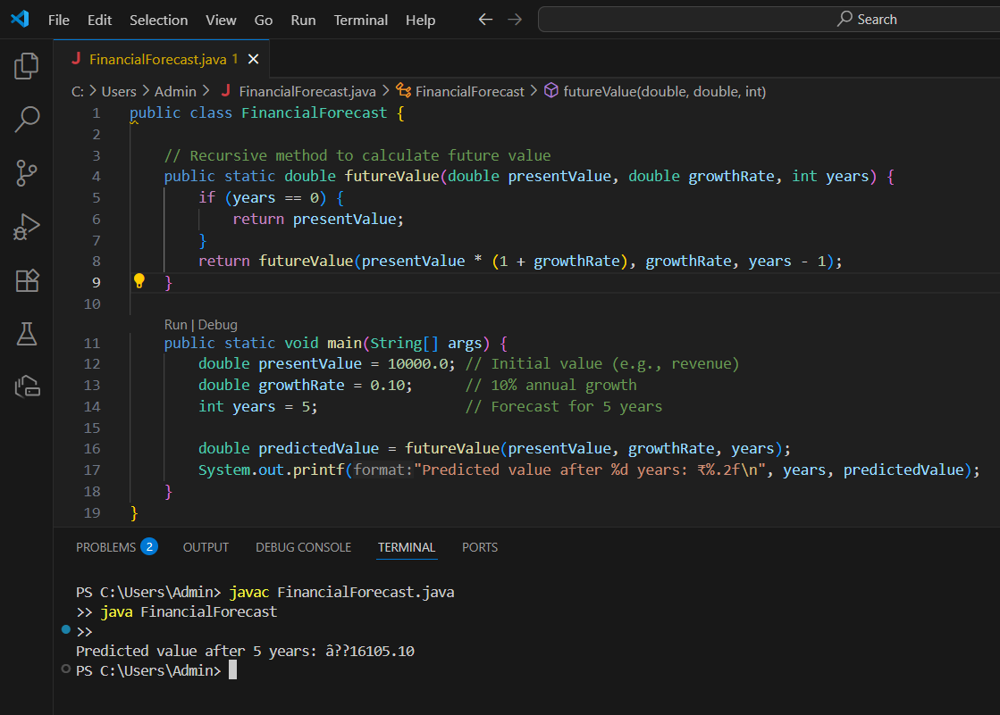 File Edit Selection View Go Run Terminal Help ← → Search
FinancialForecast.java 1 ×
C: > Users > Admin > FinancialForecast.java > FinancialForecast > futureValue(double, double, int)
1 public class FinancialForecast {
2
3 // Recursive method to calculate future value
4 public static double futureValue(double presentValue, double growthRate, int years) {
5 if (years == 0) {
6 return presentValue;
7 }
8 return futureValue(presentValue * (1 + growthRate), growthRate, years - 1);
9 }
10
Run | Debug
11 public static void main(String[] args) {
12 double presentValue = 10000.0; // Initial value (e.g., revenue)
13 double growthRate = 0.10; // 10% annual growth
14 int years = 5; // Forecast for 5 years
15
16 double predictedValue = futureValue(presentValue, growthRate, years);
17 System.out.printf(format:"Predicted value after %d years: ₹%.2f\n", years, predictedValue);
18 }
19 }
PROBLEMS 2 OUTPUT DEBUG CONSOLE TERMINAL PORTS
PS C:\Users\Admin> javac FinancialForecast.java
>> java FinancialForecast
>>
Predicted value after 5 years: â??16105.10
PS C:\Users\Admin>